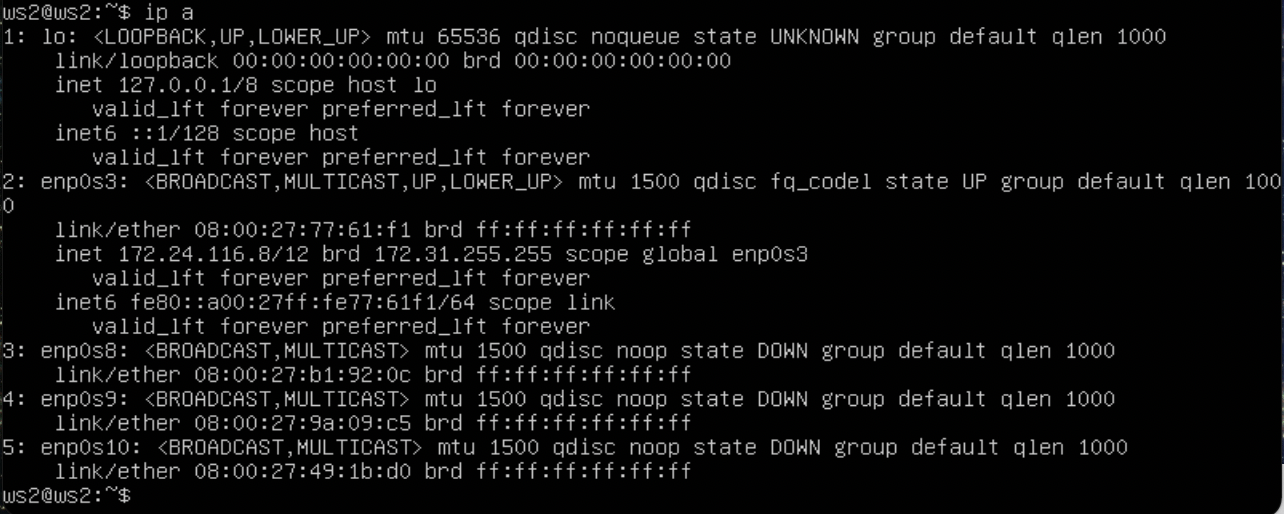 ws2@ws2:~$ ip a
1: lo: <LOOPBACK,UP,LOWER_UP> mtu 65536 qdisc noqueue state UNKNOWN group default qlen 1000
    link/loopback 00:00:00:00:00:00 brd 00:00:00:00:00:00
    inet 127.0.0.1/8 scope host lo
       valid_lft forever preferred_lft forever
    inet6 ::1/128 scope host
       valid_lft forever preferred_lft forever
2: enp0s3: <BROADCAST,MULTICAST,UP,LOWER_UP> mtu 1500 qdisc fq_codel state UP group default qlen 100
0
    link/ether 08:00:27:77:61:f1 brd ff:ff:ff:ff:ff:ff
    inet 172.24.116.8/12 brd 172.31.255.255 scope global enp0s3
       valid_lft forever preferred_lft forever
    inet6 fe80::a00:27ff:fe77:61f1/64 scope link
       valid_lft forever preferred_lft forever
3: enp0s8: <BROADCAST,MULTICAST> mtu 1500 qdisc noop state DOWN group default qlen 1000
    link/ether 08:00:27:b1:92:0c brd ff:ff:ff:ff:ff:ff
4: enp0s9: <BROADCAST,MULTICAST> mtu 1500 qdisc noop state DOWN group default qlen 1000
    link/ether 08:00:27:9a:09:c5 brd ff:ff:ff:ff:ff:ff
5: enp0s10: <BROADCAST,MULTICAST> mtu 1500 qdisc noop state DOWN group default qlen 1000
    link/ether 08:00:27:49:1b:d0 brd ff:ff:ff:ff:ff:ff
ws2@ws2:~$